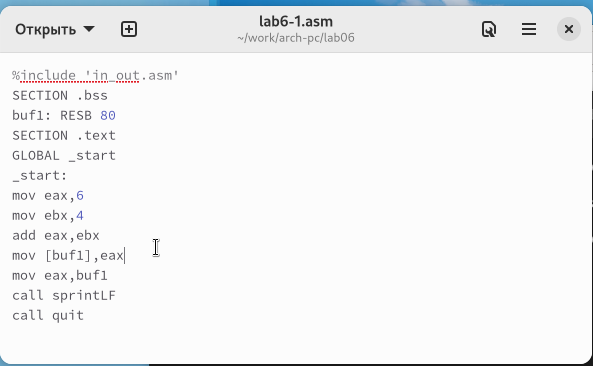 Открыть
lab6-1.asm
~/work/arch-pc/lab06
%include 'in_out.asm'
SECTION .bss
buf1: RESB 80
SECTION .text
GLOBAL _start
_start:
mov eax,6
mov ebx,4
add eax,ebx
mov [buf1],eax
mov eax,buf1
call sprintLF
call quit